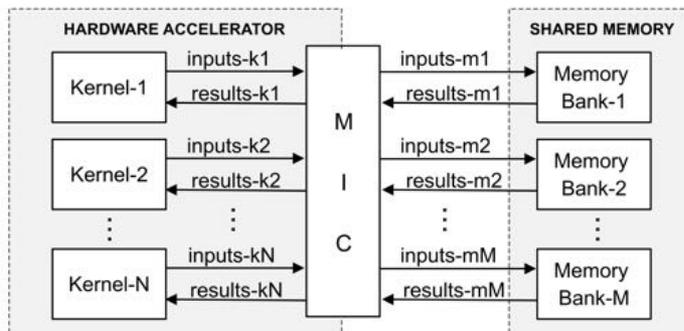 HARDWARE ACCELERATOR
SHARED MEMORY
Kernel-1
inputs-k1
results-k1
inputs-m1
results-m1
Memory
Bank-1
Kernel-2
inputs-k2
results-k2
inputs-m2
results-m2
Memory
Bank-2
M
I
C
Kernel-N
inputs-kN
results-kN
inputs-mM
results-mM
Memory
Bank-M